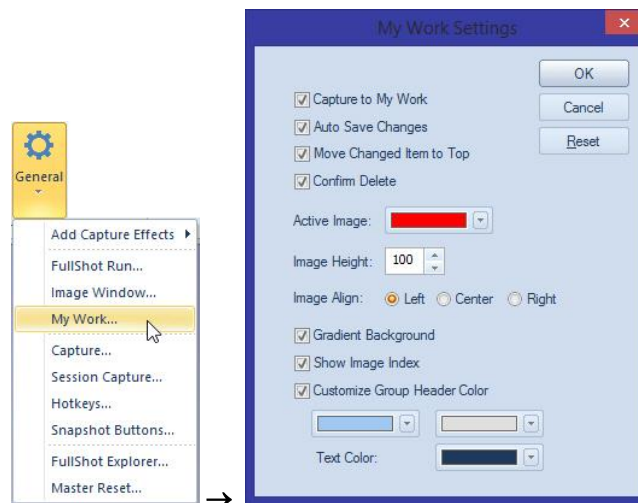 General
Add Capture Effects
FullShot Run...
Image Window...
My Work...
Capture...
Session Capture...
Hotkeys...
Snapshot Buttons...
FullShot Explorer...
Master Reset...
→
My Work Settings
x
OK
Cancel
Reset
Capture to My Work
Auto Save Changes
Move Changed Item to Top
Confirm Delete
Active Image:
Image Height: 100
Image Align: Left Center Right
Gradient Background
Show Image Index
Customize Group Header Color
Text Color: